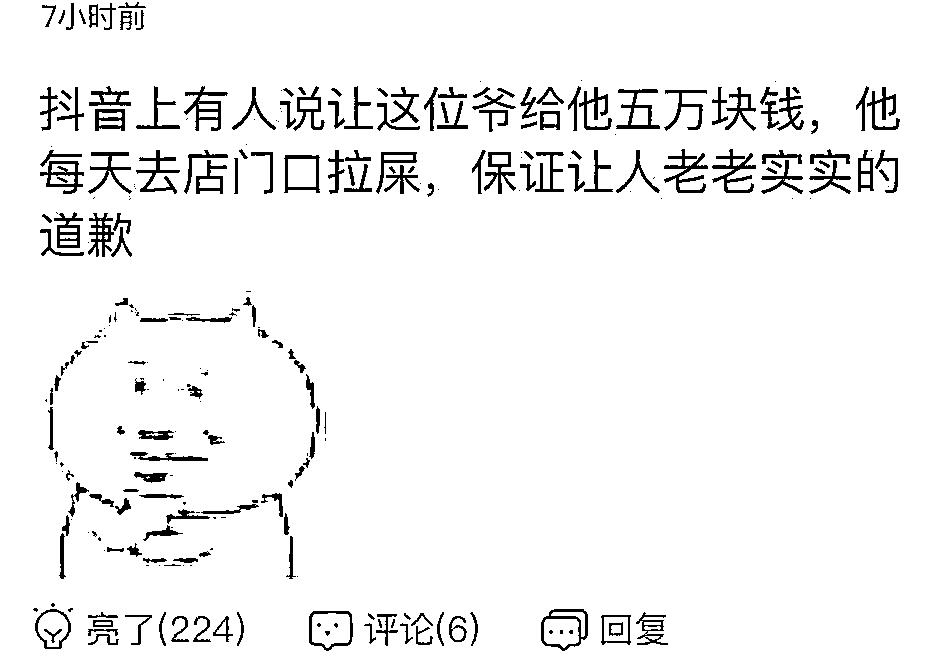 7小时前
抖音上有人说让这位爷给他五万块钱，他
每天去店门口拉屎，保证让人老老实实的
道歉
亮了(224) 评论(6) 回复